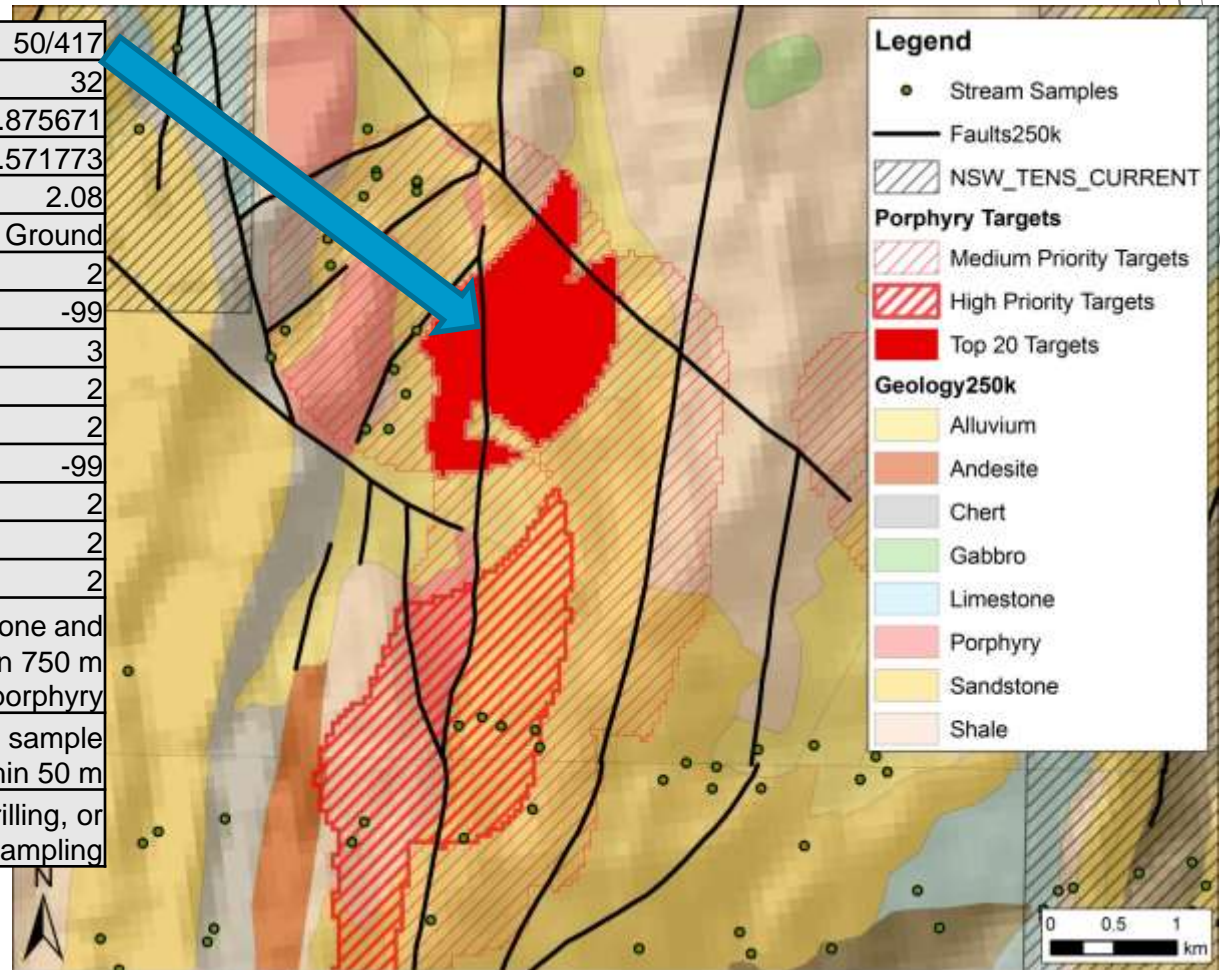 50/417
32
.875671
.571773
2.08
Ground
2
-99
3
2
2
-99
2
2
2
one and
n 750 m
porphyry
sample
in 50 m
illing, or
ampling
Legend
Stream Samples
Faults250k
NSW_TENS_CURRENT
Porphyry Targets
Medium Priority Targets
High Priority Targets
Top 20 Targets
Geology250k
Alluvium
Andesite
Chert
Gabbro
Limestone
Porphyry
Sandstone
Shale
N
0 0.5 1
km